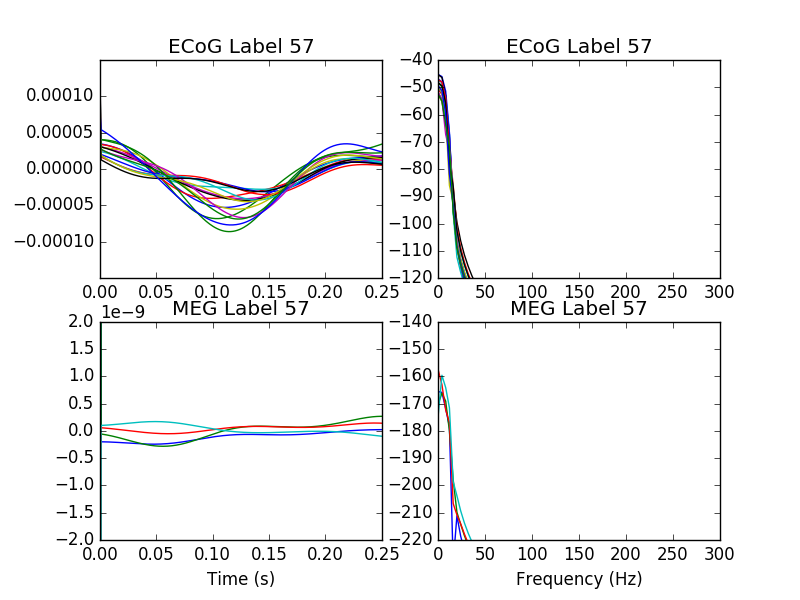 ECoG Label 57
0.00010
0.00005
0.00000
−0.00005
−0.00010
0.00 0.05 0.10 0.15 0.20 0.25
ECoG Label 57
−40
−50
−60
−70
−80
−90
−100
−110
−120
0 50 100 150 200 250 300
MEG Label 57
1e−9
2.0
1.5
1.0
0.5
0.0
−0.5
−1.0
−1.5
−2.0
0.00 0.05 0.10 0.15 0.20 0.25
Time (s)
MEG Label 57
−140
−150
−160
−170
−180
−190
−200
−210
−220
0 50 100 150 200 250 300
Frequency (Hz)